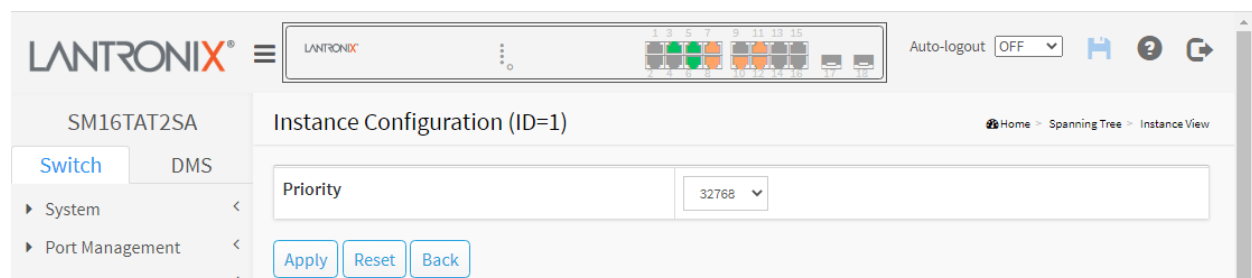 LANTRONIX®
LANTRONIX
1 3 5 7 9 11 13 15
2 4 6 8 10 12 14 16 17 18
Auto-logout OFF
SM16TAT2SA
Instance Configuration (ID=1)
Home > Spanning Tree > Instance View
Switch DMS
Priority 32768
System
Port Management
Apply Reset Back